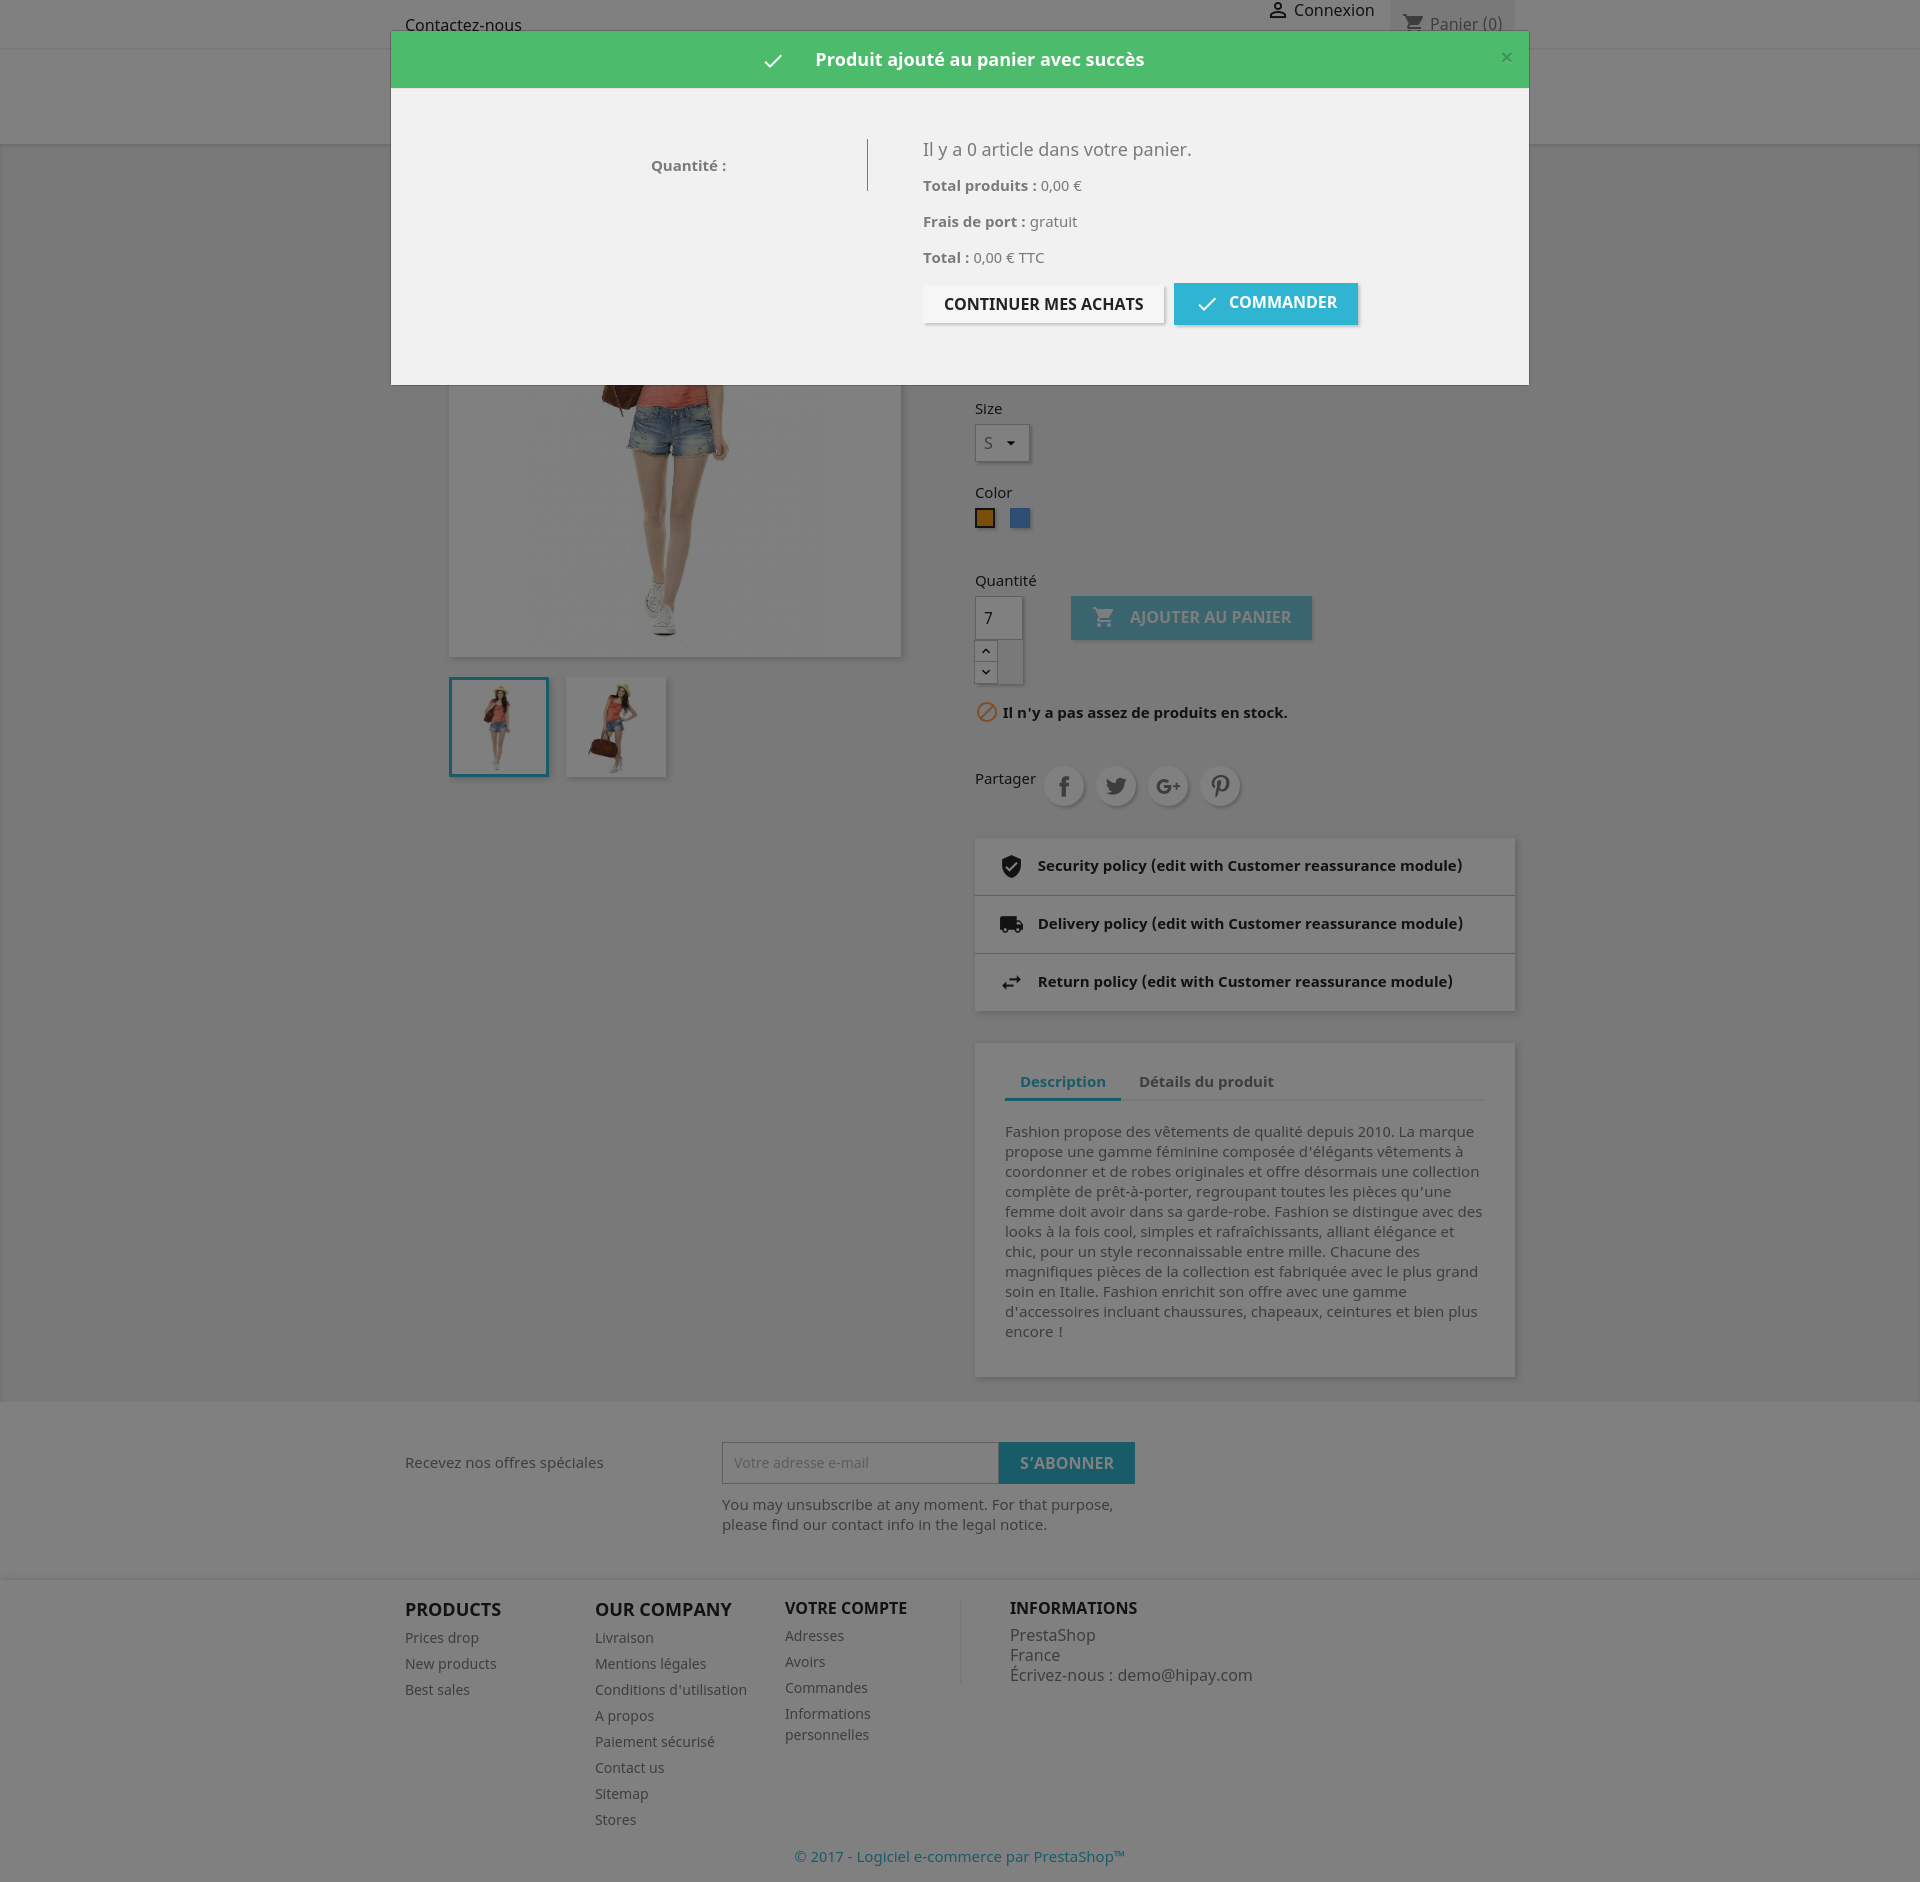 Contactez-nous
Connexion
Panier (0)
Produit ajouté au panier avec succès
×
Quantité :
Il y a 0 article dans votre panier.
Total produits : 0,00 €
Frais de port : gratuit
Total : 0,00 € TTC
CONTINUER MES ACHATS
COMMANDER
Size
S
Color
Quantité
7
AJOUTER AU PANIER
Il n'y a pas assez de produits en stock.
Partager
Security policy (edit with Customer reassurance module)
Delivery policy (edit with Customer reassurance module)
Return policy (edit with Customer reassurance module)
Description
Détails du produit
Fashion propose des vêtements de qualité depuis 2010. La marque
propose une gamme féminine composée d'élégants vêtements à
coordonner et de robes originales et offre désormais une collection
complète de prêt-à-porter, regroupant toutes les pièces qu'une
femme doit avoir dans sa garde-robe. Fashion se distingue avec des
looks à la fois cool, simples et rafraîchissants, alliant élégance et
chic, pour un style reconnaissable entre mille. Chacune des
magnifiques pièces de la collection est fabriquée avec le plus grand
soin en Italie. Fashion enrichit son offre avec une gamme
d'accessoires incluant chaussures, chapeaux, ceintures et bien plus
encore !
Recevez nos offres spéciales
Votre adresse e-mail
S’ABONNER
You may unsubscribe at any moment. For that purpose,
please find our contact info in the legal notice.
PRODUCTS
Prices drop
New products
Best sales
OUR COMPANY
Livraison
Mentions légales
Conditions d'utilisation
A propos
Paiement sécurisé
Contact us
Sitemap
Stores
VOTRE COMPTE
Adresses
Avoirs
Commandes
Informations
personnelles
INFORMATIONS
PrestaShop
France
Écrivez-nous : demo@hipay.com
© 2017 - Logiciel e-commerce par PrestaShop™